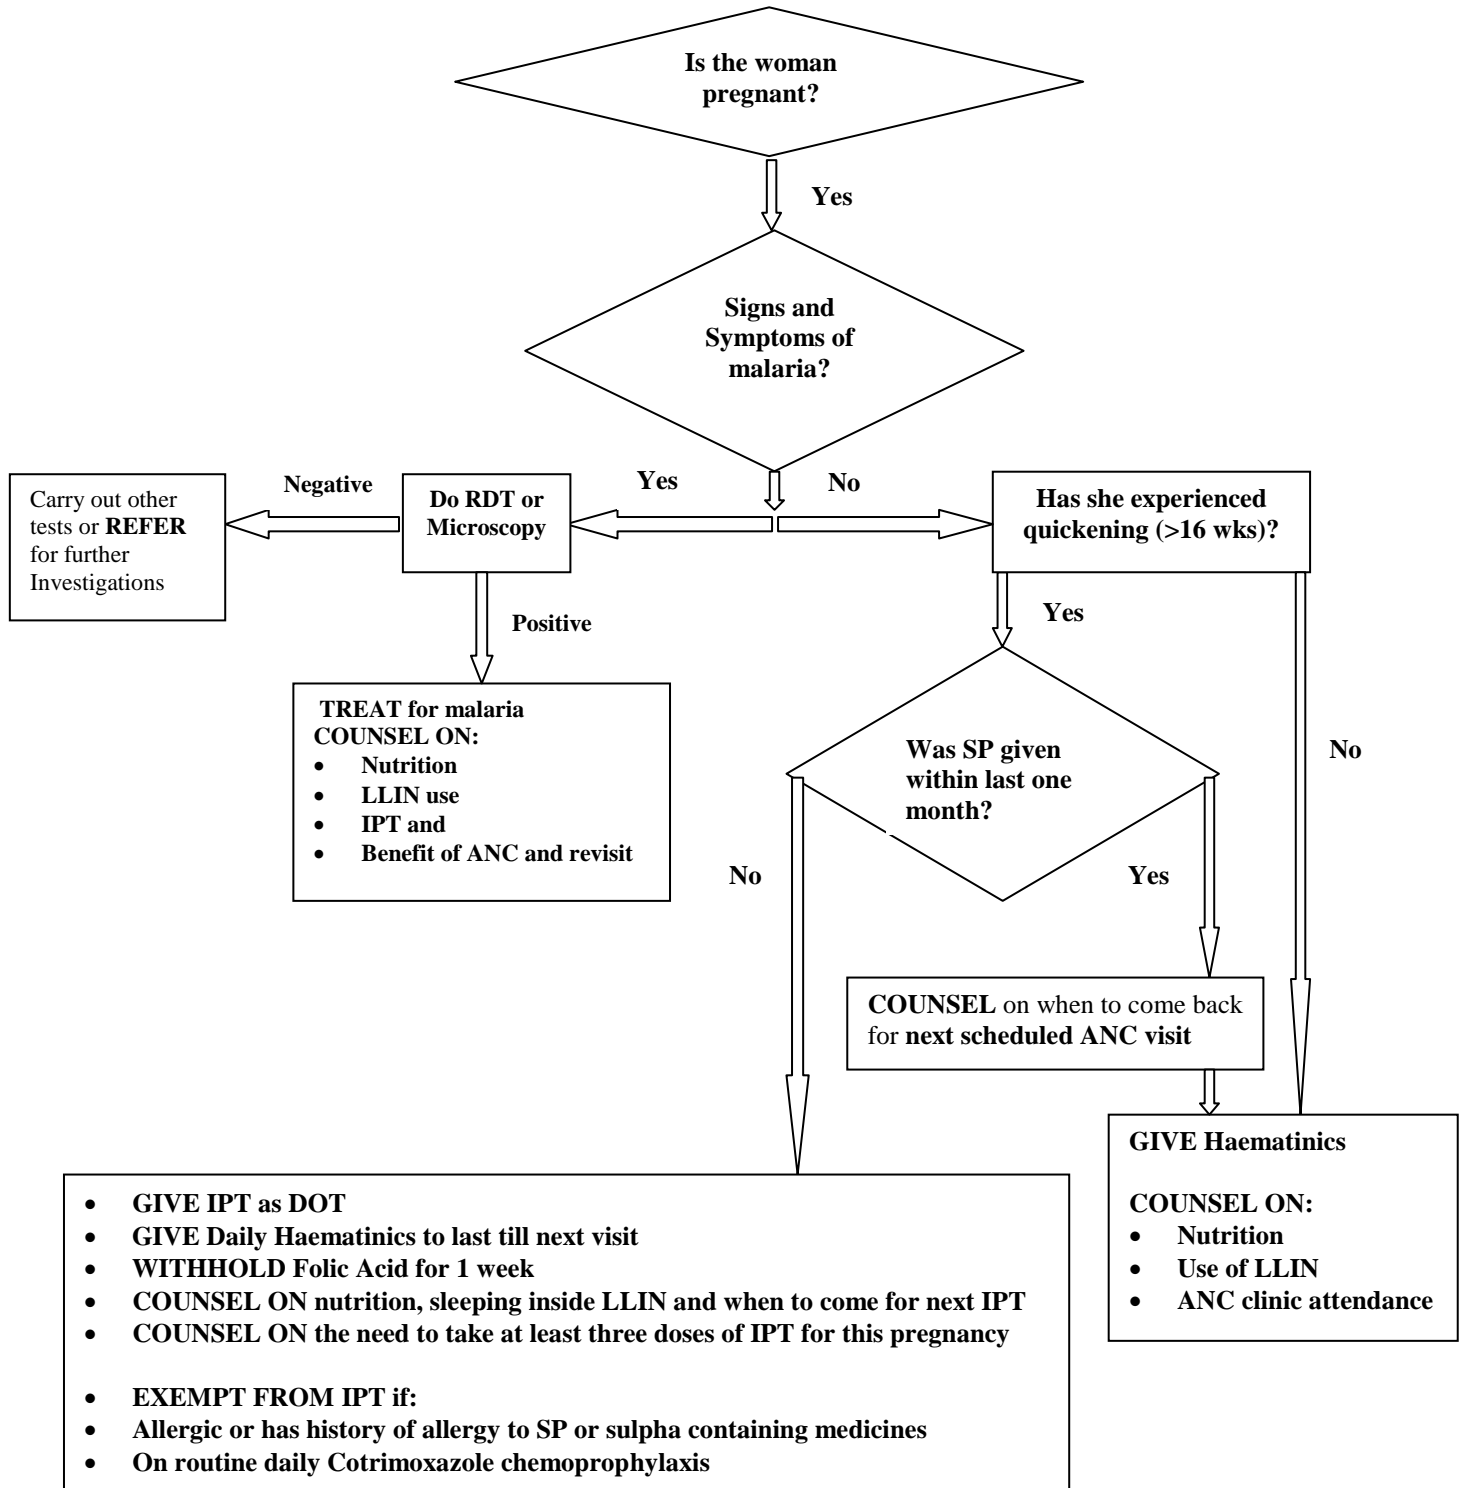 Is the woman
pregnant?
Yes
Signs and
Symptoms of
malaria?
Negative
Yes
No
Carry out other
tests or REFER
for further
Investigations
Do RDT or
Microscopy
Has she experienced
quickening (>16 wks)?
Positive
Yes
TREAT for malaria
COUNSEL ON:
• Nutrition
• LLIN use
• IPT and
• Benefit of ANC and revisit
Was SP given
within last one
month?
No
No
Yes
COUNSEL on when to come back
for next scheduled ANC visit
GIVE Haematinics
COUNSEL ON:
• Nutrition
• Use of LLIN
• ANC clinic attendance
• GIVE IPT as DOT
• GIVE Daily Haematinics to last till next visit
• WITHHOLD Folic Acid for 1 week
• COUNSEL ON nutrition, sleeping inside LLIN and when to come for next IPT
• COUNSEL ON the need to take at least three doses of IPT for this pregnancy
• EXEMPT FROM IPT if:
• Allergic or has history of allergy to SP or sulpha containing medicines
• On routine daily Cotrimoxazole chemoprophylaxis